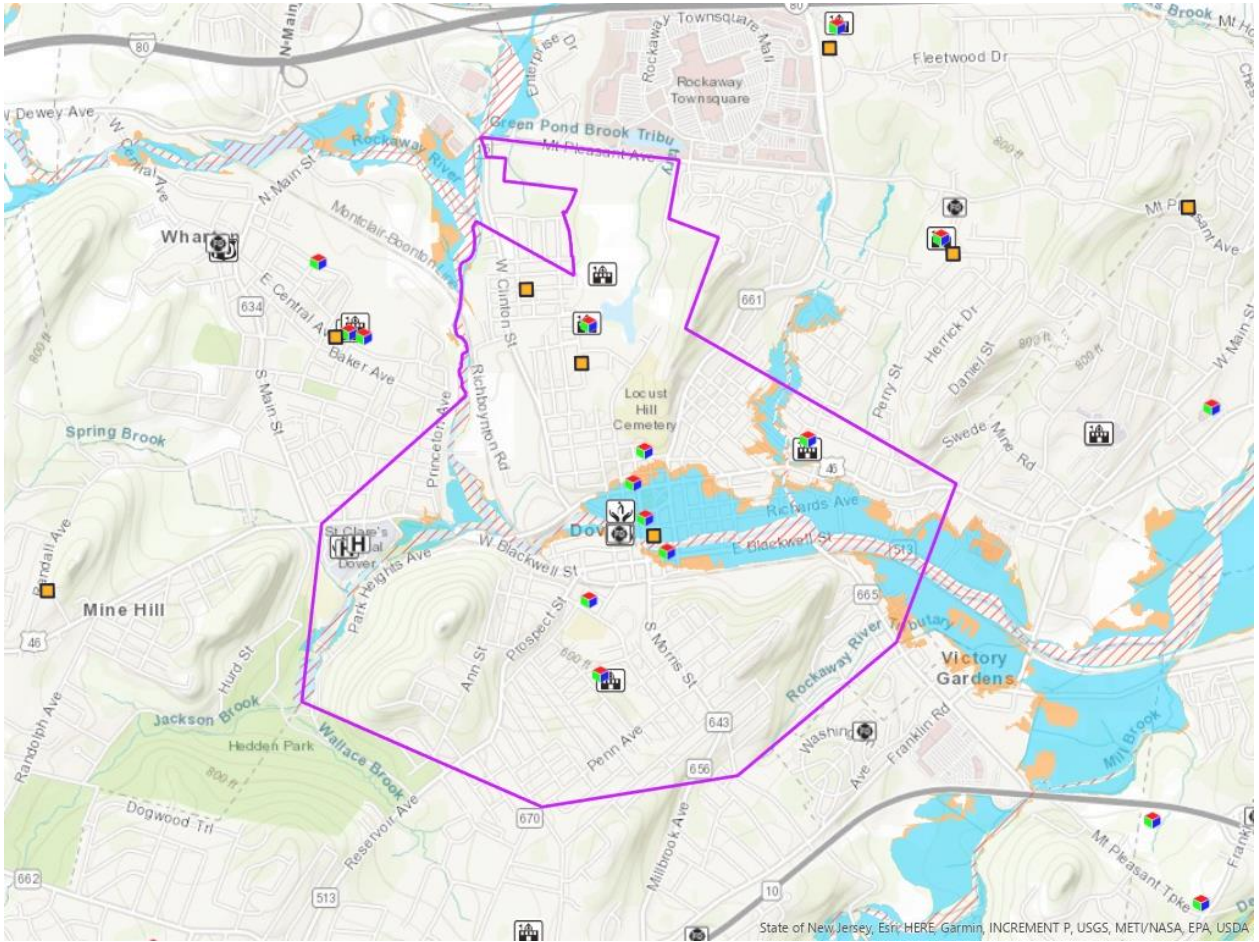 80
N-Main
Enterprise Dr
Rockaway Townsquare Mall
80
Brook
Mt
Fleetwood Dr
Rockaway
Townsquare
W Dewey Ave
W Central Ave
Rockaway
River
Green Pond Brook Tributary
Mt Pleasant Ave
N Main St
Montclair-Boonton Line
Mt Pleasant
Ave
Wharton
PD
634
E Central Ave
Baker Ave
W Clinton St
661
Herrick Dr
Daniel St
800 ft
800 ft
W Main St
S Main St
Spring Brook
Princeton Ave
Richboynton Rd
Locust
Hill
Cemetery
Perry St
Swede
Mine Rd
46
Richards Ave
St Clare's
Dover
H
Park Heights Ave
W Blackwell St
E Blackwell St
513
Randall Ave
Mine Hill
46
Prospect St
Ann St
S Morris St
600 ft
665
Rockaway River Tributary
Victory
Gardens
Hurd St
Jackson Brook
Randolph Ave
Hedden Park
Wallace Brook
800 ft
Penn Ave
643
656
Washington
Ave
Franklin Rd
Mill Brook
Dogwood Trl
Reservoir Ave
670
Millbrook Ave
662
513
10
Mt Pleasant Tpke
State of New Jersey, Esri, HERE, Garmin, INCREMENT P, USGS, METI/NASA, EPA, USDA